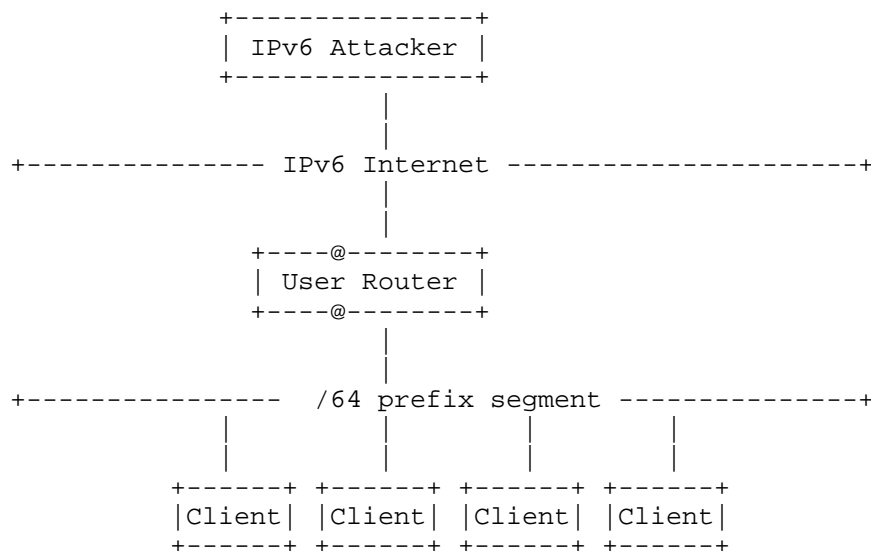 IPv6 Attacker
IPv6 Internet
User Router
/64 prefix segment
Client Client Client Client